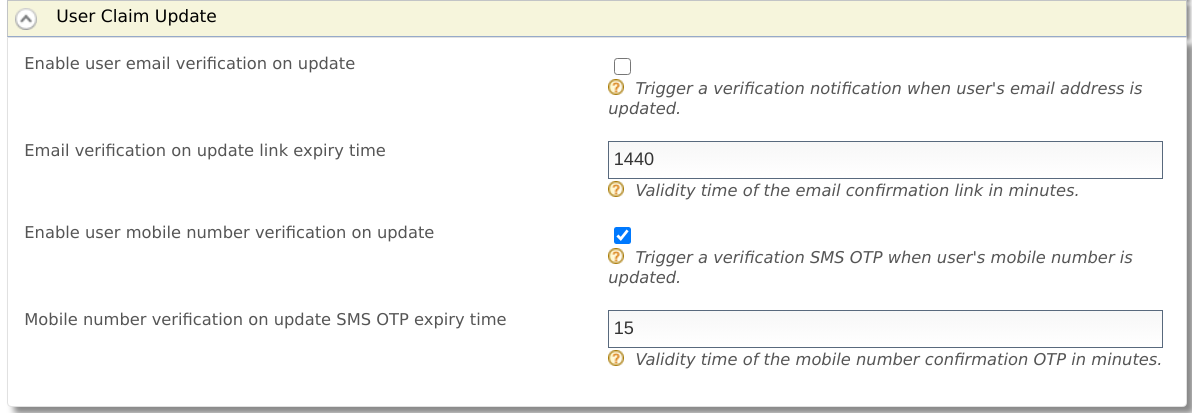 User Claim Update
Enable user email verification on update
? Trigger a verification notification when user's email address is
updated.
Email verification on update link expiry time
1440
? Validity time of the email confirmation link in minutes.
Enable user mobile number verification on update
? Trigger a verification SMS OTP when user's mobile number is
updated.
Mobile number verification on update SMS OTP expiry time
15
? Validity time of the mobile number confirmation OTP in minutes.